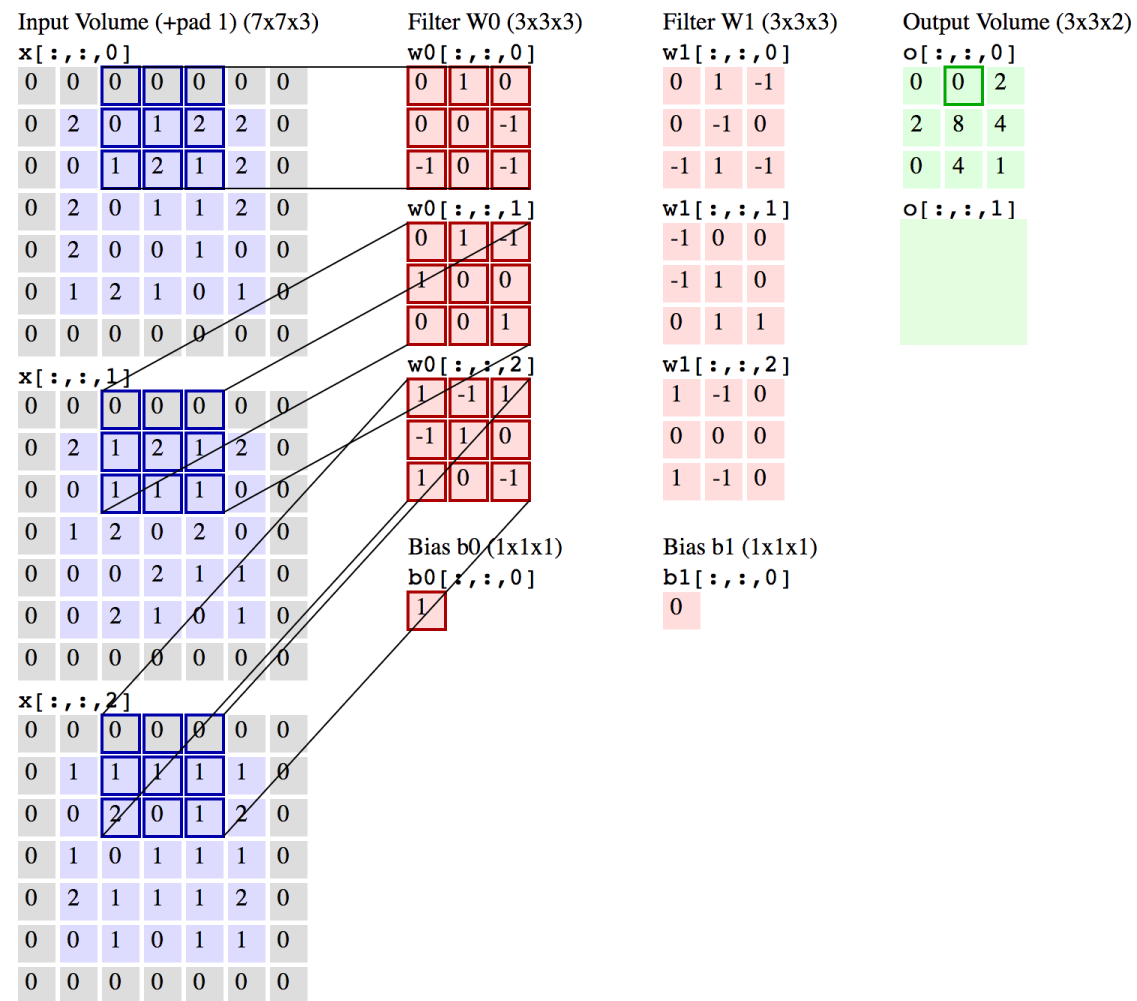 Input Volume (+pad 1) (7x7x3) Filter W0 (3x3x3) Filter W1 (3x3x3) Output Volume (3x3x2)
x[:,:,0] w0[:,:,0] w1[:,:,0] o[:,:,0]
0 0 0 0 0 0 0 0 1 0 0 1 -1 0 0 2
0 2 0 1 2 2 0 0 0 -1 0 -1 0 2 8 4
0 0 1 2 1 2 0 -1 0 -1 -1 1 -1 0 4 1
0 2 0 1 1 2 0 w0[:,:,1] w1[:,:,1] o[:,:,1]
0 2 0 0 1 0 0 0 1 -1 -1 0 0
0 1 2 1 0 1 0 1 0 0 -1 1 0
0 0 0 0 0 0 0 0 0 1 0 1 1
x[:,:,1] w0[:,:,2] w1[:,:,2]
0 0 0 0 0 0 0 1 -1 1 1 -1 0
0 2 1 2 1 2 0 -1 1 0 0 0 0
0 0 1 1 1 0 0 1 0 -1 1 -1 0
0 1 2 0 2 0 0 Bias b0 (1x1x1) Bias b1 (1x1x1)
0 0 0 2 1 1 0 b0[:,:,0] b1[:,:,0]
0 0 2 1 0 1 0 1 0
0 0 0 0 0 0 0
x[:,:,2]
0 0 0 0 0 0 0
0 1 1 1 1 1 0
0 0 2 0 1 2 0
0 1 0 1 1 1 0
0 2 1 1 1 2 0
0 0 1 0 1 1 0
0 0 0 0 0 0 0